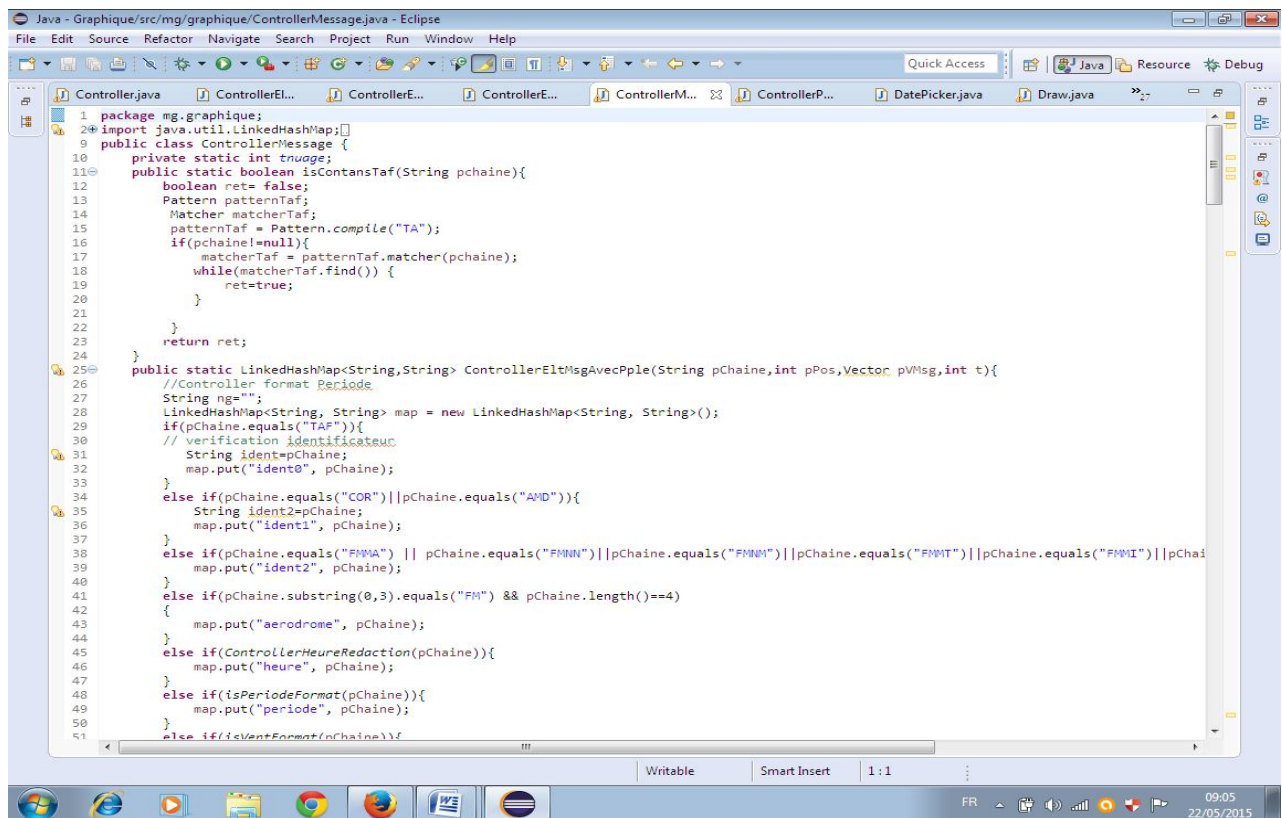 Java - Graphique/src/mg/graphique/ControllerMessage.java - Eclipse
File Edit Source Refactor Navigate Search Project Run Window Help
Quick Access Java Resource Debug
Controller.java ControllerEl... ControllerE... ControllerE... ControllerM... ControllerP... DatePicker.java Draw.java »27
1 package mg.graphique;
2 import java.util.LinkedHashMap;
9 public class ControllerMessage {
10 private static int tnuage;
11 public static boolean isContansTaf(String pchaine){
12 boolean ret= false;
13 Pattern patternTaf;
14 Matcher matcherTaf;
15 patternTaf = Pattern.compile("TA");
16 if(pchaine!=null){
17 matcherTaf = patternTaf.matcher(pchaine);
18 while(matcherTaf.find()) {
19 ret=true;
20 }
21
22 }
23 return ret;
24 }
25 public static LinkedHashMap<String,String> ControllerEltMsgAvecPple(String pChaine,int pPos,Vector pVMsg,int t){
26 //Controller format Periode
27 String ng="";
28 LinkedHashMap<String, String> map = new LinkedHashMap<String, String>();
29 if(pChaine.equals("TAF")){
30 // verification identificateur
31 String ident=pChaine;
32 map.put("ident0", pChaine);
33 }
34 else if(pChaine.equals("COR")||pChaine.equals("AMD")){
35 String ident2=pChaine;
36 map.put("ident1", pChaine);
37 }
38 else if(pChaine.equals("FMMA") || pChaine.equals("FMNN")||pChaine.equals("FMNM")||pChaine.equals("FMMT")||pChaine.equals("FMMI")||pChai
39 map.put("ident2", pChaine);
40 }
41 else if(pChaine.substring(0,3).equals("FM") && pChaine.length()==4)
42 {
43 map.put("aerodrome", pChaine);
44 }
45 else if(ControllerHeureRedaction(pChaine)){
46 map.put("heure", pChaine);
47 }
48 else if(isPeriodeFormat(pChaine)){
49 map.put("periode", pChaine);
50 }
51 else if(isVentFormat(pChaine)){
Writable Smart Insert 1:1
FR 09:05
22/05/2015